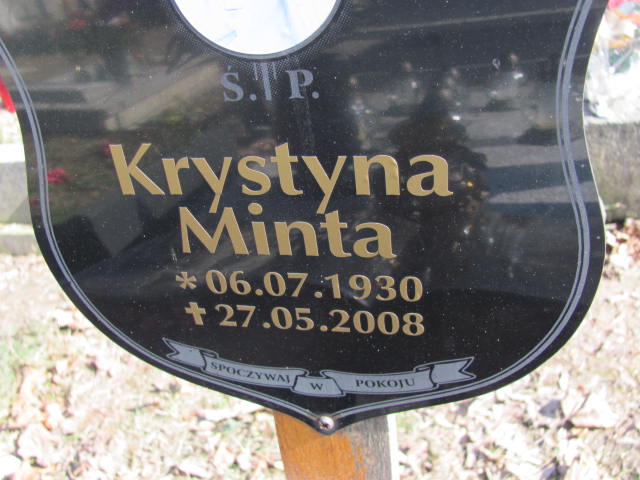 Ś. P.
Krystyna
Minta
* 06.07.1930
✝ 27.05.2008
SPOCZYWAJ W POKOJU